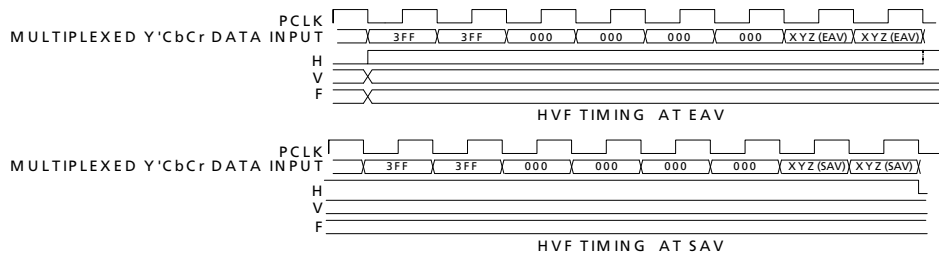 PCLK
MULTIPLEXED Y'CbCr DATA INPUT 3FF 3FF 000 000 000 000 XYZ (EAV) XYZ (EAV)
H
V
F
HVF TIMING AT EAV
PCLK
MULTIPLEXED Y'CbCr DATA INPUT 3FF 3FF 000 000 000 000 XYZ (SAV) XYZ (SAV)
H
V
F
HVF TIMING AT SAV